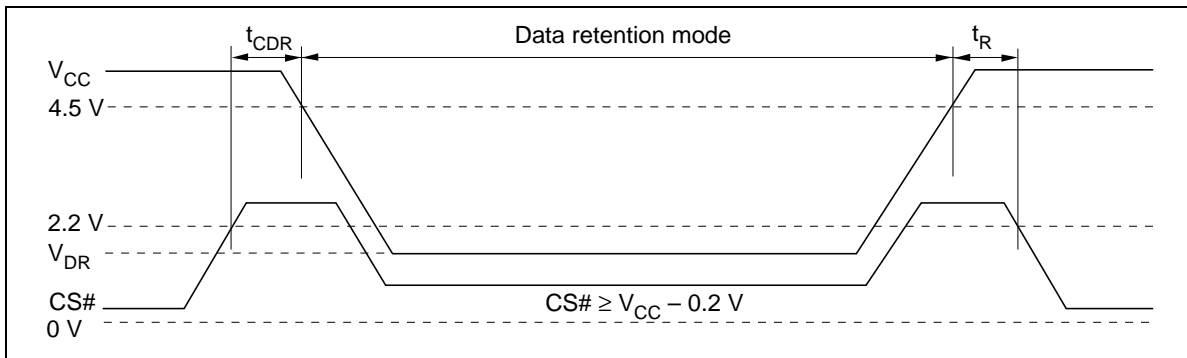 t_CDR Data retention mode t_R
V_CC
4.5 V
2.2 V
V_DR
CS# CS# ≥ V_CC – 0.2 V
0 V